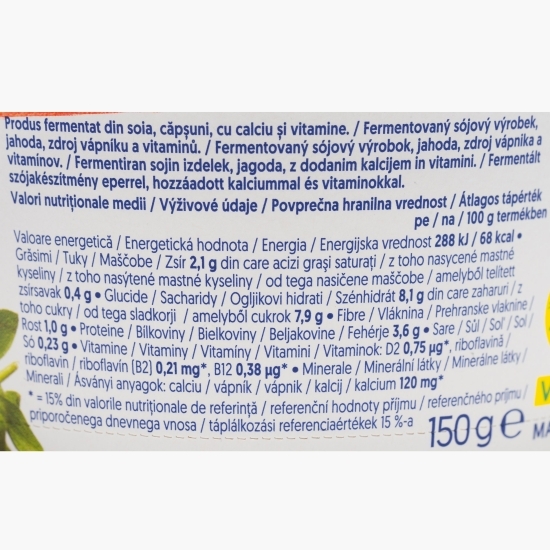 Produs fermentat din soia, căpșuni, cu calciu și vitamine. / Fermentovaný sójový výrobek,
jahoda, zdroj vápníku a vitaminů. / Fermentovaný sójový výrobok, jahoda, zdroj vápnika a
vitamínov. / Fermentiran sojin izdelek, jagoda, z dodanim kalcijem in vitamini. / Fermentált
szójakészítmény eperrel, hozzáadott kalciummal és vitaminokkal.
Valori nutriționale medii / Výživové údaje / Povprečna hranilna vrednost / Átlagos tápérték
pe / na / 100 g termékben
Valoare energetică / Energetická hodnota / Energia / Energijska vrednost 288 kJ / 68 kcal •
Grăsimi / Tuky / Maščobe / Zsír 2,1 g din care acizi grași saturați / z toho nasycené mastné
kyseliny / z toho nasýtené mastné kyseliny / od tega nasičene maščobe / amelyből telített
zsírsavak 0,4 g • Glucide / Sacharidy / Ogljikovi hidrati / Szénhidrát 8,1 g din care zaharuri / z
toho cukry / od tega sladkorji / amelyből cukrok 7,9 g • Fibre / Vláknina / Prehranske vlaknine /
Rost 1,0 g • Proteine / Bílkoviny / Bielkoviny / Beljakovine / Fehérje 3,6 g • Sare / Sůl / Soľ / Sol /
Só 0,23 g • Vitamine / Vitaminy / Vitamíny / Vitamini / Vitaminok: D2 0,75 µg*, riboflavină /
riboflavin / riboflavín [B2] 0,21 mg*, B12 0,38 µg* • Minerale / Minerální látky / Minerálne látky /
Minerali / Ásványi anyagok: calciu / vápník / vápnik / kalcij / kalcium 120 mg*
* = 15% din valorile nutriționale de referință / referenční hodnoty příjmu / referenčného príjmu /
priporočenega dnevnega vnosa / táplálkozási referenciaértékek 15 %-a
150 g e